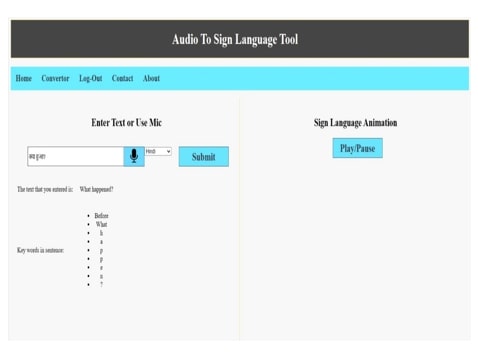 Audio To Sign Language Tool
Home Convertor Log-Out Contact About
Enter Text or Use Mic
क्या हुआ?
Hindi
Submit
The text that you entered is: What happened?
Key words in sentence:
Before
What
h
a
p
p
e
n
?
Sign Language Animation
Play/Pause